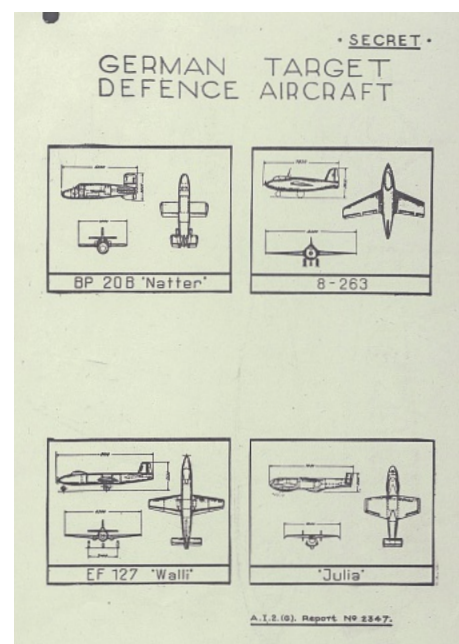 · SECRET ·
GERMAN TARGET
DEFENCE AIRCRAFT
BP 20B "Natter"
8-263
EF 127 "Walli"
"Julia"
A.I.2.(G). Report Nº 2347.